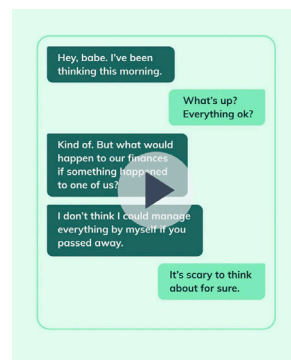 Hey, babe. I've been
thinking this morning.
What's up?
Everything ok?
Kind of. But what would
happen to our finances
if something happened
to one of us?
I don't think I could manage
everything by myself if you
passed away.
It's scary to think
about for sure.